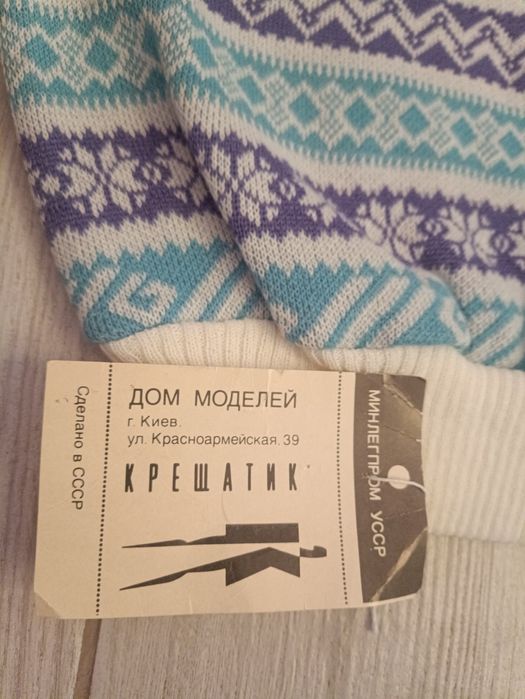 ДОМ МОДЕЛЕЙ
г. Киев.
ул. Красноармейская, 39
КРЕЩАТИК
Сделано в СССР
МИНЛЕГПРОМ УССР